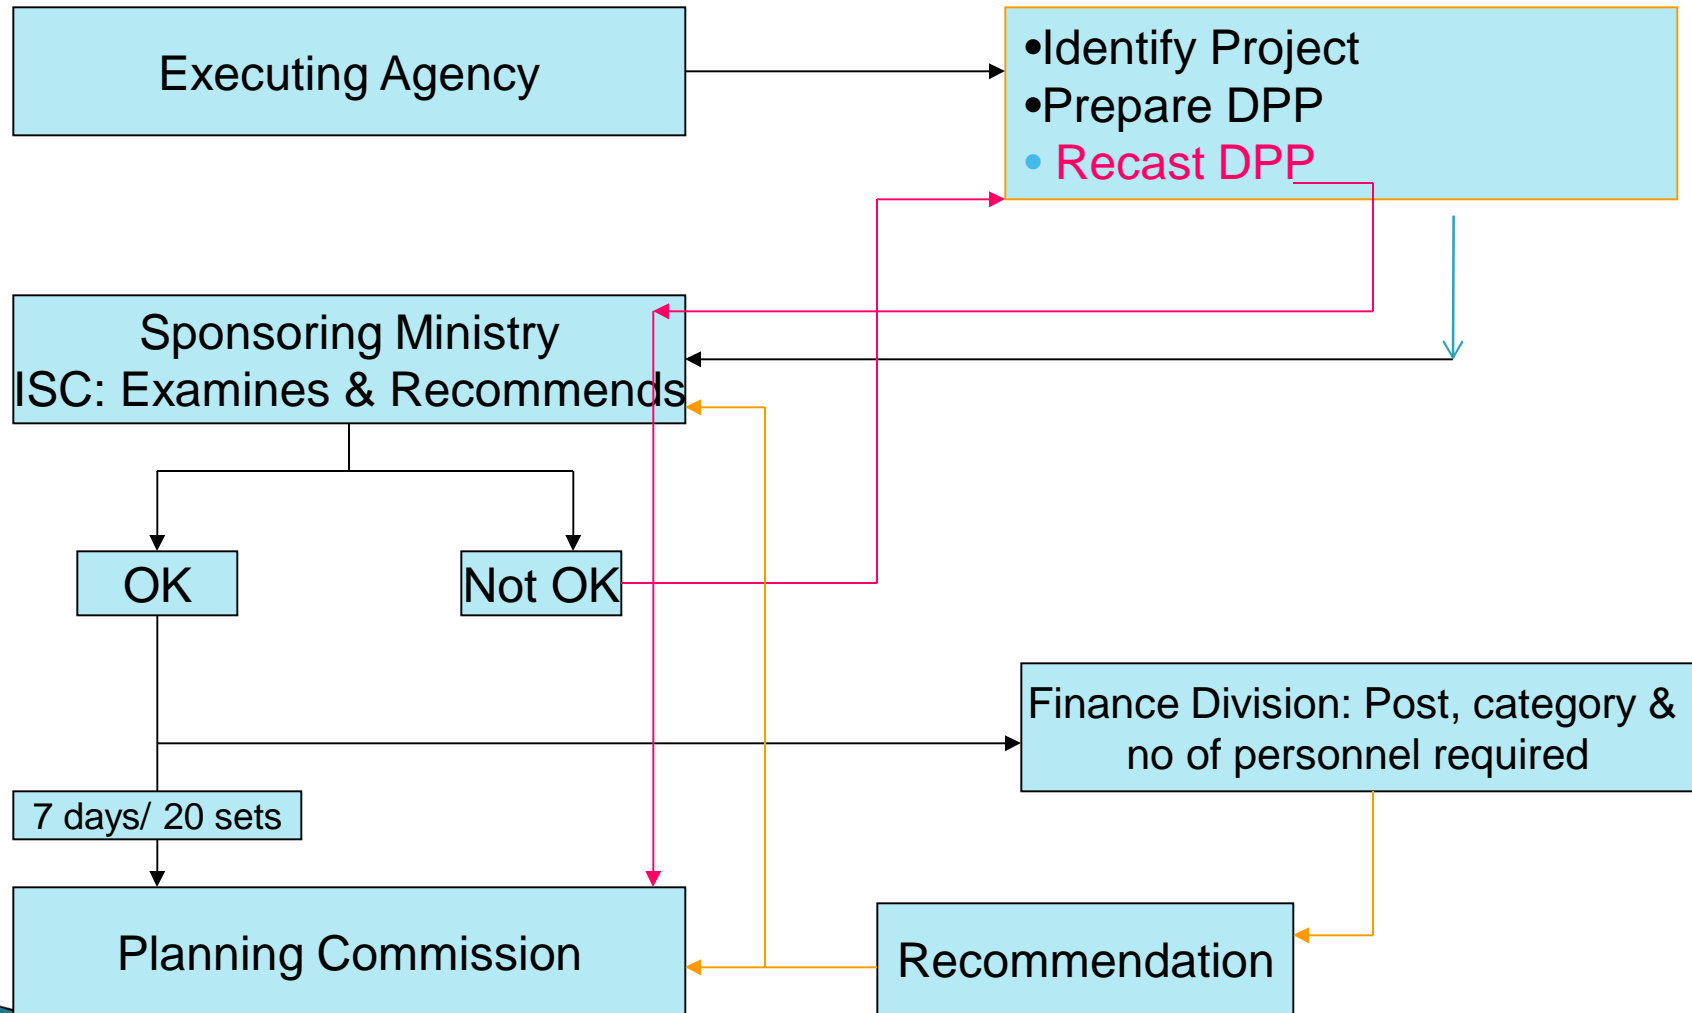 Executing Agency
•Identify Project
•Prepare DPP
• Recast DPP
Sponsoring Ministry
ISC: Examines & Recommends
OK
Not OK
Finance Division: Post, category &
no of personnel required
7 days/ 20 sets
Planning Commission
Recommendation